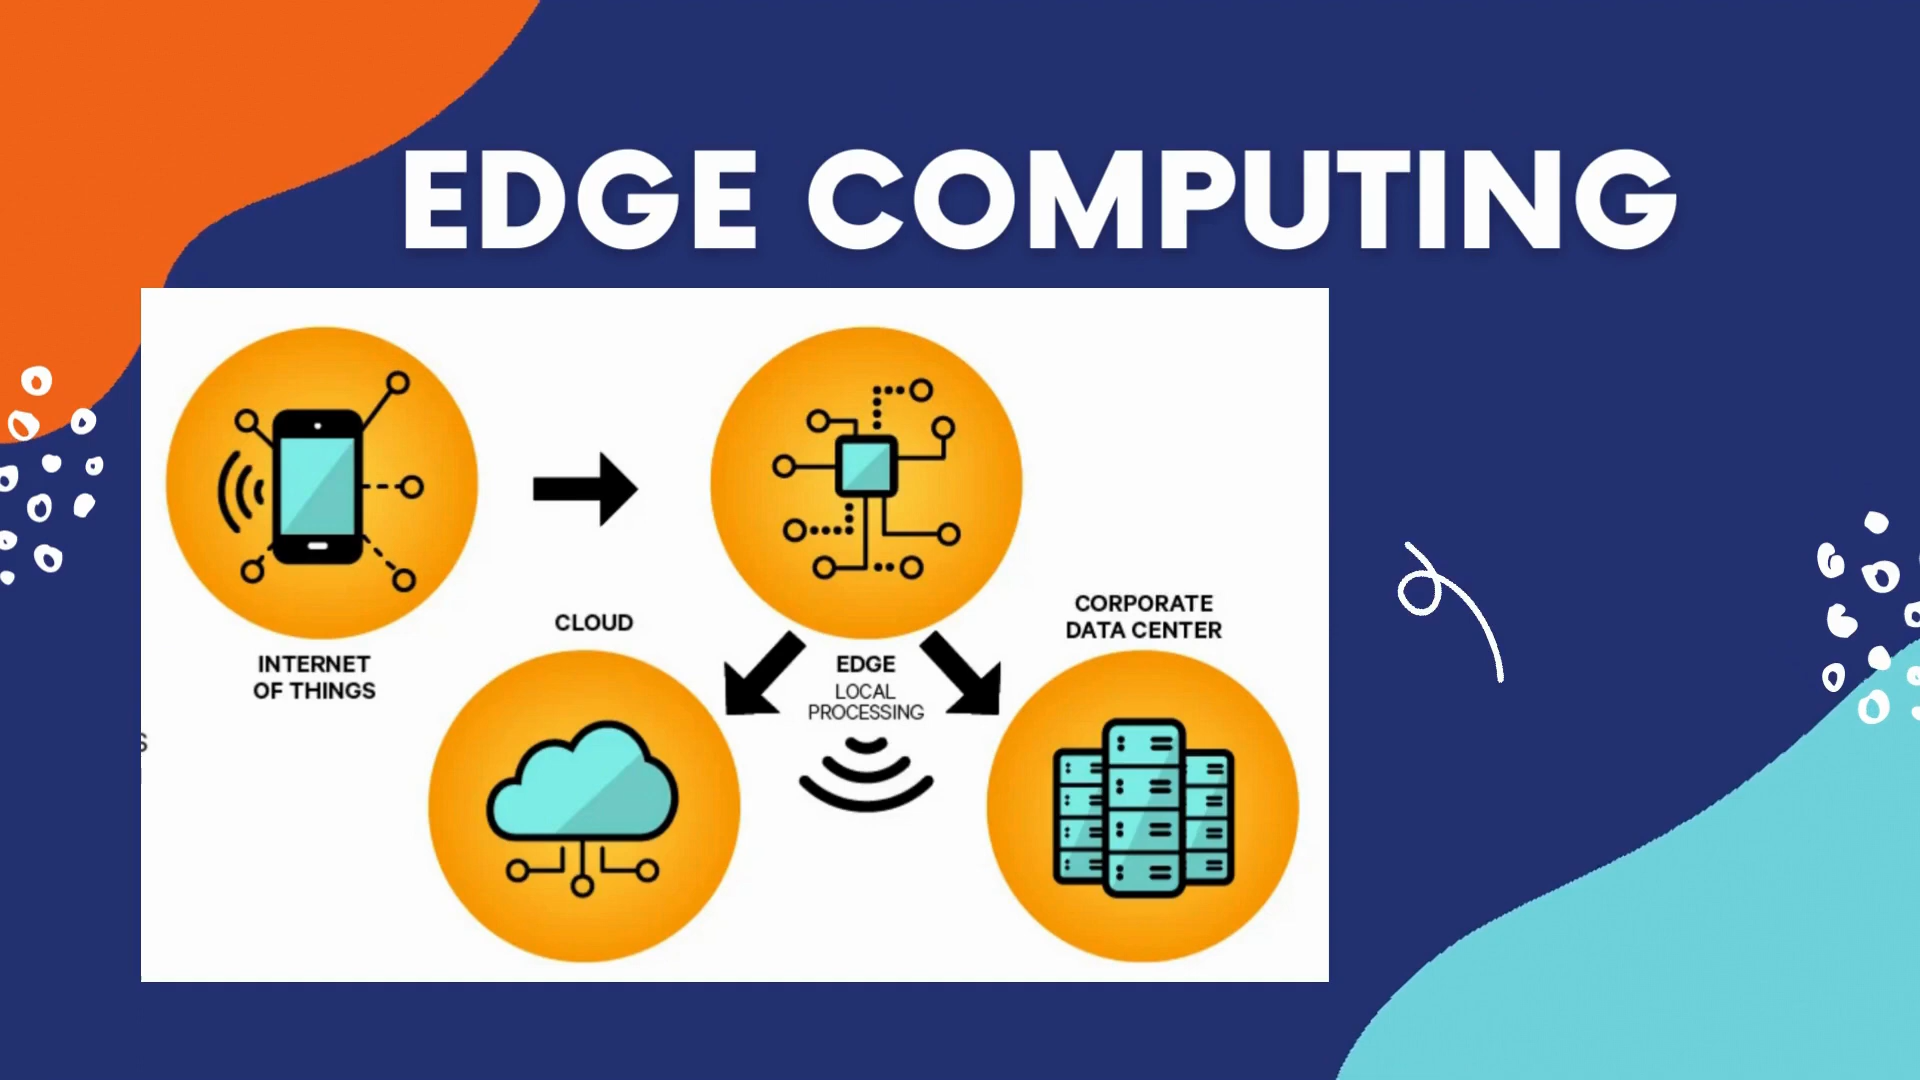 EDGE COMPUTING
INTERNET
OF THINGS
CLOUD
EDGE
LOCAL
PROCESSING
CORPORATE
DATA CENTER